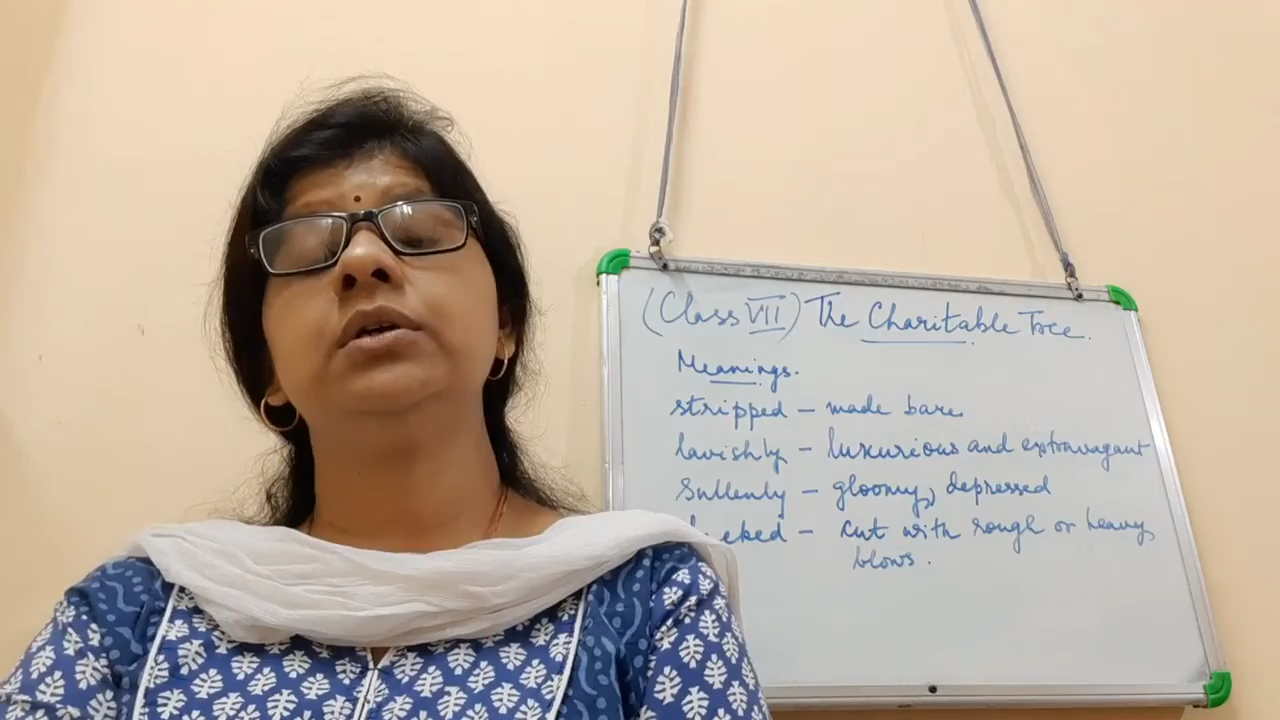 (Class VII) The Charitable Tree.
Meanings.
stripped – made bare.
lavishly – luxurious and extravagant
Sullenly – gloomy, depressed
– cut with rough or heavy
blows.